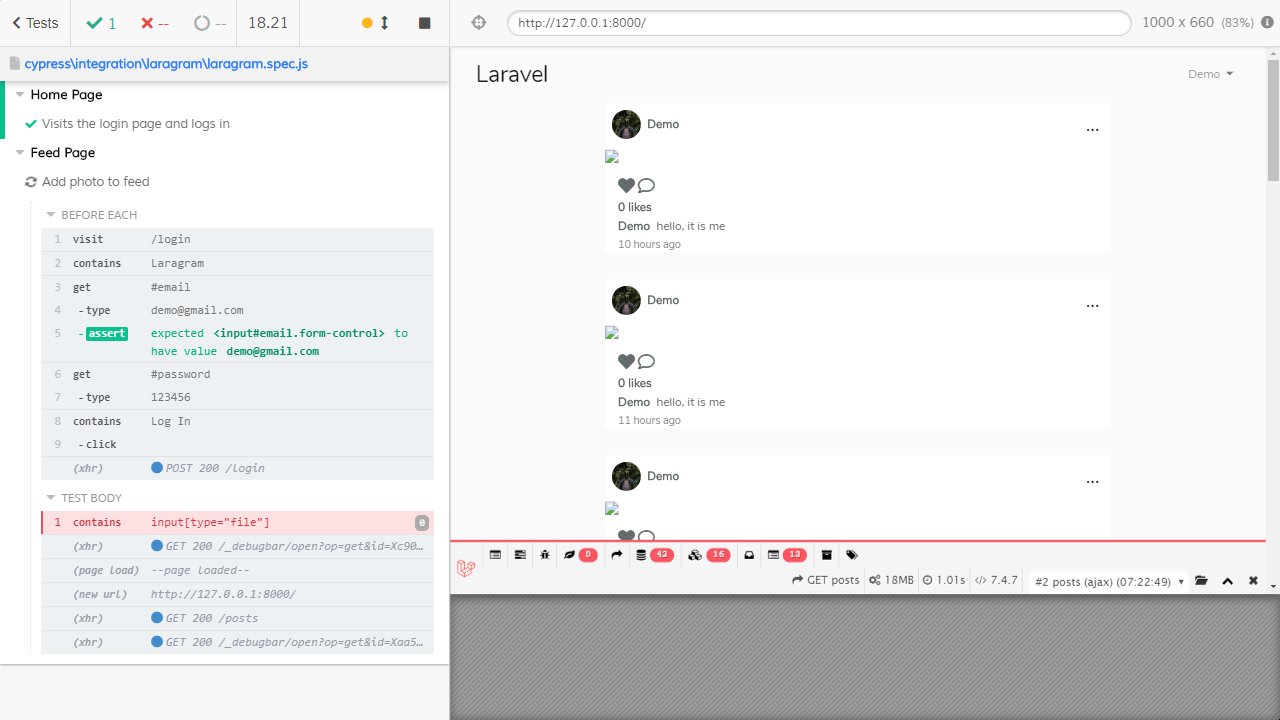 Tests
1
--
--
18.21
http://127.0.0.1:8000/
1000 x 660 (83%)
cypress\integration\laragram\laragram.spec.js
Home Page
Visits the login page and logs in
Feed Page
Add photo to feed
BEFORE EACH
1 visit /login
2 contains Laragram
3 get #email
4 -type demo@gmail.com
5 -assert expected <input#email.form-control> to
have value demo@gmail.com
6 get #password
7 -type 123456
8 contains Log In
9 -click
(xhr) POST 200 /login
TEST BODY
1 contains input[type="file"] 0
(xhr) GET 200 /_debugbar/open?op=get&id=Xc90…
(page load) --page loaded--
(new url) http://127.0.0.1:8000/
(xhr) GET 200 /posts
(xhr) GET 200 /_debugbar/open?op=get&id=Xaa5…
Laravel
Demo
Demo
...
0 likes
Demo hello, it is me
10 hours ago
Demo
...
0 likes
Demo hello, it is me
11 hours ago
Demo
...
0 42 16 13
GET posts 18MB 1.01s </> 7.4.7 #2 posts (ajax) (07:22:49)